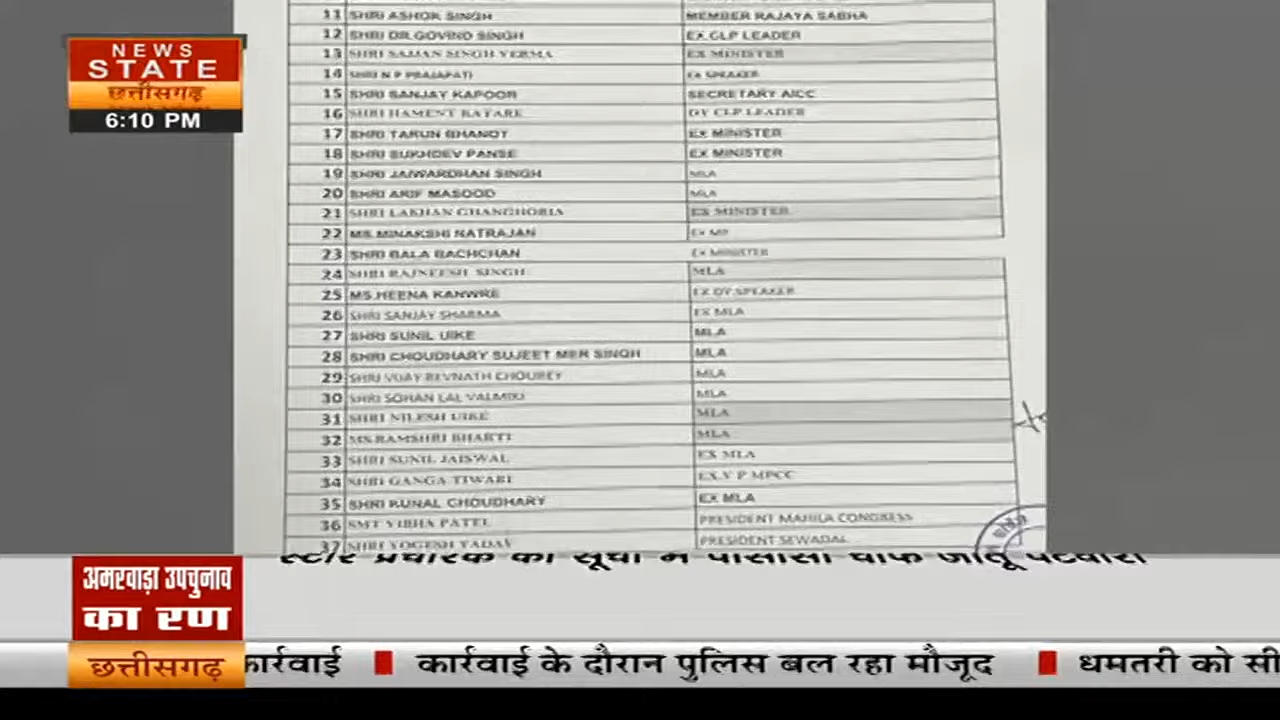 NEWS
STATE
छत्तीसगढ़
6:10 PM
11 SHRI ASHOK SINGH MEMBER RAJAYA SABHA
12 SHRI DR.GOVIND SINGH EX.CLP LEADER
13 SHRI SAJJAN SINGH VERMA EX MINISTER
14 SHRI N P PRAJAPATI Ex SPEAKER
15 SHRI SANJAY KAPOOR SECRETARY AICC
16 SHRI HAMENT KATARE DY CLP LEADER
17 SHRI TARUN BHANOT EX MINISTER
18 SHRI SUKHDEV PANSE EX MINISTER
19 SHRI JAIWARDHAN SINGH MLA
20 SHRI ARIF MASOOD MLA
21 SHRI LAKHAN GHANGHORIA EX MINISTER
22 MS.MINAKSHI NATRAJAN Ex MP
23 SHRI BALA BACHCHAN EX MINISTER
24 SHRI RAJNEESH SINGH MLA
25 MS.HEENA KANWRE EX DY SPEAKER
26 SHRI SANJAY SHARMA EX MLA
27 SHRI SUNIL UIKE MLA
28 SHRI CHOUDHARY SUJEET MER SINGH MLA
29 SHRI VIJAY REVNATH CHOUREY MLA
30 SHRI SOHAN LAL VALMIKI MLA
31 SHRI NILESH UIKE MLA
32 MS.RAMSHRI BHARTI MLA
33 SHRI SUNIL JAISWAL EX MLA
34 SHRI GANGA TIWARI EX.V P MPCC
35 SHRI KUNAL CHOUDHARY EX MLA
36 SMT VIBHA PATEL PRESIDENT MAHILA CONGRESS
37 SHRI YOGESH YADAV PRESIDENT SEWADAL
स्टार प्रचारक की सूची में पीसीसी चीफ जीतू पटवारी
अमरवाड़ा उपचुनाव
का रण
छत्तीसगढ़ कार्रवाई कार्रवाई के दौरान पुलिस बल रहा मौजूद धमतरी को सी